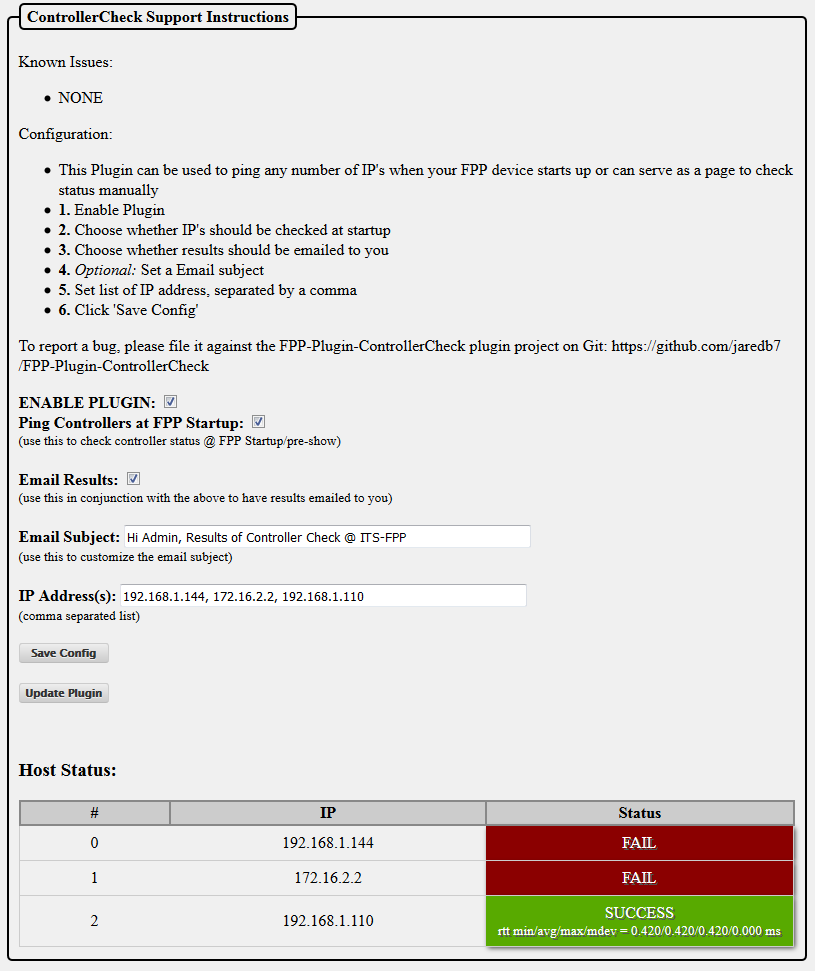 ControllerCheck Support Instructions
Known Issues:
• NONE
Configuration:
• This Plugin can be used to ping any number of IP's when your FPP device starts up or can serve as a page to check
status manually
• 1. Enable Plugin
• 2. Choose whether IP's should be checked at startup
• 3. Choose whether results should be emailed to you
• 4. Optional: Set a Email subject
• 5. Set list of IP address, separated by a comma
• 6. Click 'Save Config'
To report a bug, please file it against the FPP-Plugin-ControllerCheck plugin project on Git: https://github.com/jaredb7
/FPP-Plugin-ControllerCheck
ENABLE PLUGIN:
Ping Controllers at FPP Startup:
(use this to check controller status @ FPP Startup/pre-show)
Email Results:
(use this in conjunction with the above to have results emailed to you)
Email Subject: Hi Admin, Results of Controller Check @ ITS-FPP
(use this to customize the email subject)
IP Address(s): 192.168.1.144, 172.16.2.2, 192.168.1.110
(comma separated list)
Save Config
Update Plugin
Host Status:
# IP Status
0 192.168.1.144 FAIL
1 172.16.2.2 FAIL
2 192.168.1.110 SUCCESS
rtt min/avg/max/mdev = 0.420/0.420/0.420/0.000 ms